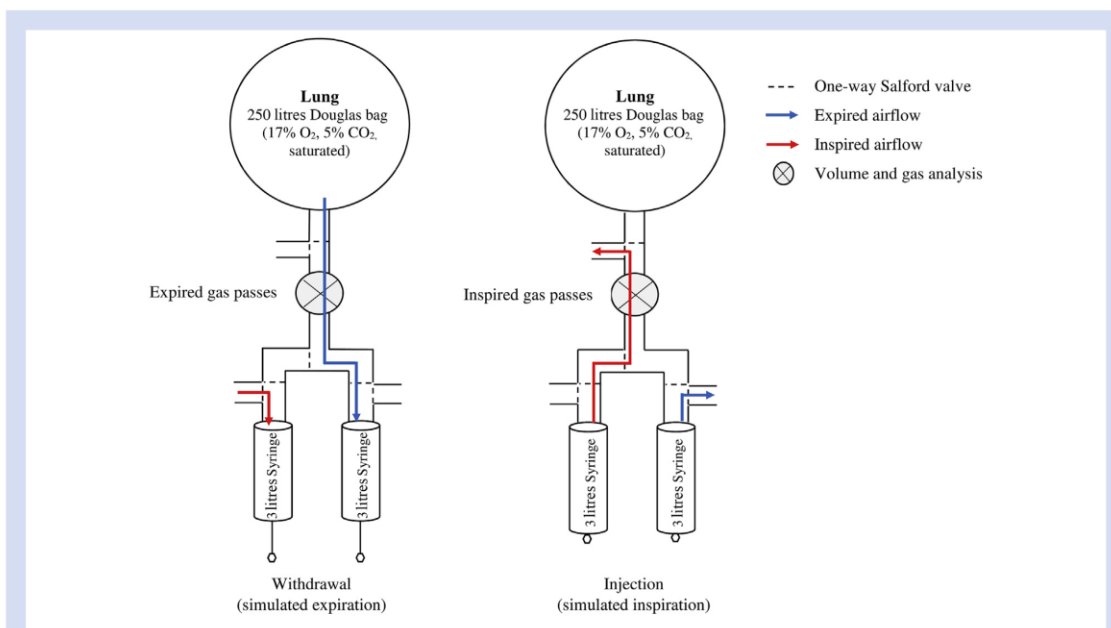 Lung
250 litres Douglas bag
(17% O₂, 5% CO₂,
saturated)
Expired gas passes
3 litres Syringe
3 litres Syringe
Withdrawal
(simulated expiration)
Lung
250 litres Douglas bag
(17% O₂, 5% CO₂,
saturated)
Inspired gas passes
3 litres Syringe
3 litres Syringe
Injection
(simulated inspiration)
One-way Salford valve
Expired airflow
Inspired airflow
Volume and gas analysis